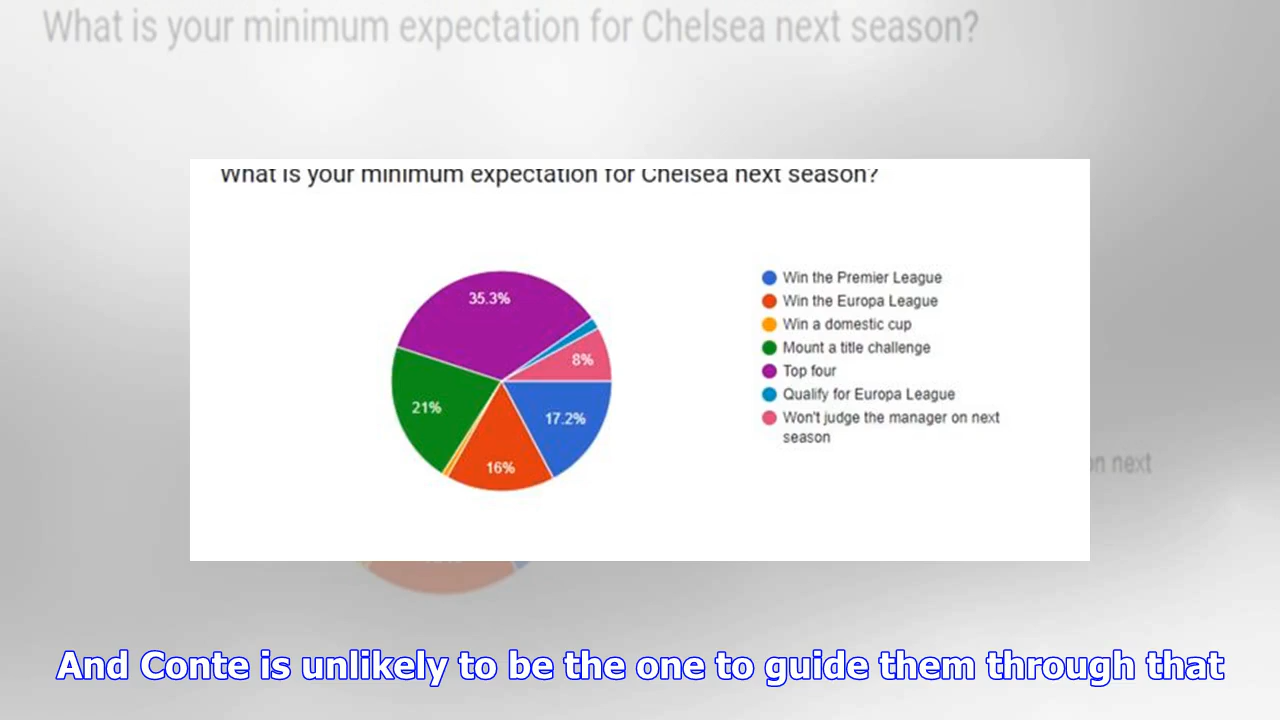 What is your minimum expectation for Chelsea next season?
What is your minimum expectation for Chelsea next season?
35.3%
8%
21%
17.2%
16%
Win the Premier League
Win the Europa League
Win a domestic cup
Mount a title challenge
Top four
Qualify for Europa League
Won't judge the manager on next
season
on next
And Conte is unlikely to be the one to guide them through that